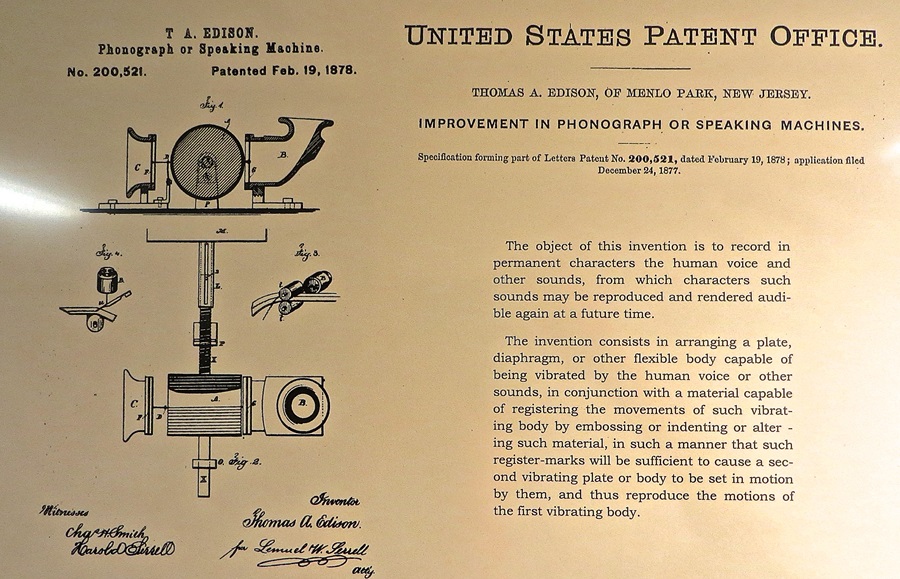 T A. EDISON.
Phonograph or Speaking Machine.
No. 200,521. Patented Feb. 19, 1878.
Fig. 1.
C
B.
F
G
P
M.
Fig. 4.
Fig. 3.
L
P
X
C.
A.
B.
F
G
O. Fig. 2.
X
Witnesses
Chas. H. Smith
Harold Serrell
Inventor
Thomas A. Edison.
for Lemuel W. Serrell
atty.
UNITED STATES PATENT OFFICE.
THOMAS A. EDISON, OF MENLO PARK, NEW JERSEY.
IMPROVEMENT IN PHONOGRAPH OR SPEAKING MACHINES.
Specification forming part of Letters Patent No. 200,521, dated February 19, 1878; application filed
December 24, 1877.
The object of this invention is to record in
permanent characters the human voice and
other sounds, from which characters such
sounds may be reproduced and rendered audi-
ble again at a future time.
The invention consists in arranging a plate,
diaphragm, or other flexible body capable of
being vibrated by the human voice or other
sounds, in conjunction with a material capable
of registering the movements of such vibrat-
ing body by embossing or indenting or alter -
ing such material, in such a manner that such
register-marks will be sufficient to cause a sec-
ond vibrating plate or body to be set in motion
by them, and thus reproduce the motions of
the first vibrating body.